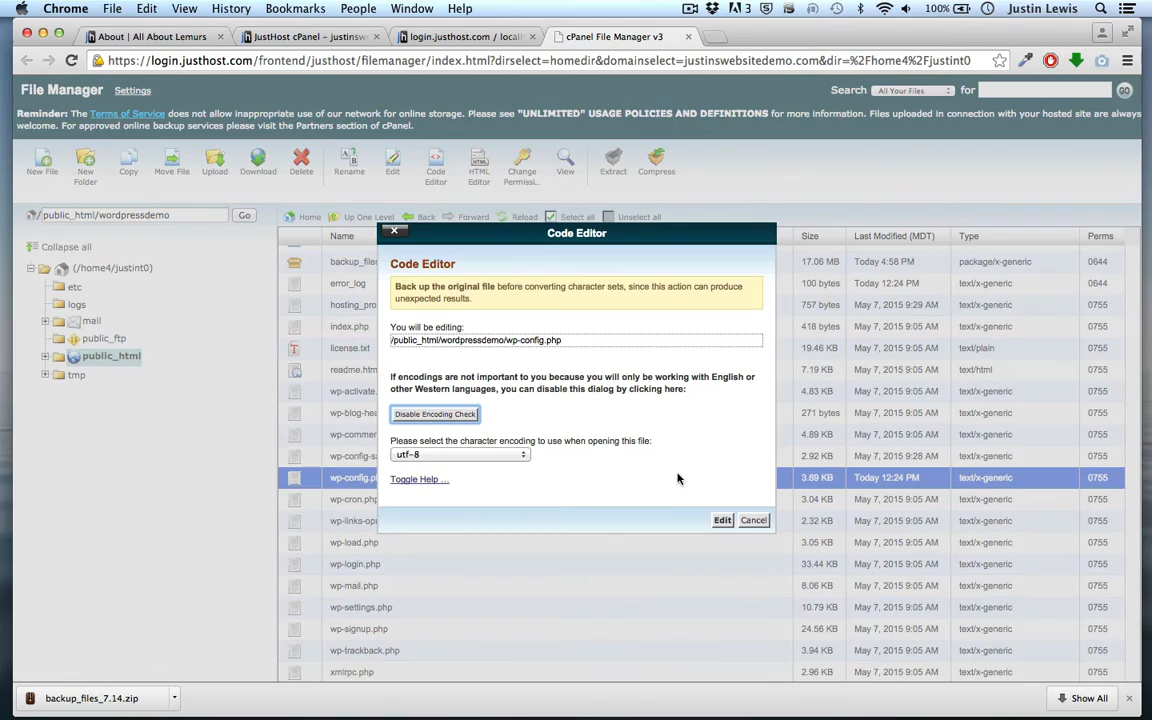 Chrome File Edit View History Bookmarks People Window Help 3 100% Justin Lewis
About | All About Lemurs × JustHost cPanel - justinsw × login.justhost.com / local × cPanel File Manager v3 ×
https://login.justhost.com/frontend/justhost/filemanager/index.html?dirselect=homedir&domainselect=justinswebsitedemo.com&dir=%2Fhome4%2Fjustint0
File Manager Settings Search All Your Files for GO
Reminder: The Terms of Service does not allow inappropriate use of our network for online storage. Please see "UNLIMITED" USAGE POLICIES AND DEFINITIONS for more information. Files uploaded in connection with your hosted site are always
welcome. For approved online backup services please visit the Partners section of cPanel.
New File New Folder Copy Move File Upload Download Delete Rename Edit Code Editor HTML Editor Change Permissi... View Extract Compress
/public_html/wordpressdemo Go Home Up One Level Back Forward Reload Select all Unselect all
Code Editor
Name Size Last Modified (MDT) Type Perms
Collapse all
(/home4/justint0)
etc
logs
mail
public_ftp
public_html
tmp
Code Editor
Back up the original file before converting character sets, since this action can produce
unexpected results.
You will be editing:
/public_html/wordpressdemo/wp-config.php
If encodings are not important to you because you will only be working with English or
other Western languages, you can disable this dialog by clicking here:
Disable Encoding Check
Please select the character encoding to use when opening this file:
utf-8
Toggle Help ...
Edit Cancel
backup_files 17.06 MB Today 4:58 PM package/x-generic 0644
error_log 100 bytes Today 12:24 PM text/x-generic 0644
hosting_pro 757 bytes May 7, 2015 9:29 AM text/x-generic 0755
index.php 418 bytes May 7, 2015 9:05 AM text/x-generic 0755
license.txt 19.46 KB May 7, 2015 9:05 AM text/plain 0755
readme.htm 7.19 KB May 7, 2015 9:05 AM text/html 0755
wp-activate. 4.83 KB May 7, 2015 9:05 AM text/x-generic 0755
wp-blog-hea 271 bytes May 7, 2015 9:05 AM text/x-generic 0755
wp-commer 4.89 KB May 7, 2015 9:05 AM text/x-generic 0755
wp-config-s 2.92 KB May 7, 2015 9:28 AM text/x-generic 0755
wp-config.p 3.69 KB Today 12:24 PM text/x-generic 0755
wp-cron.php 3.04 KB May 7, 2015 9:05 AM text/x-generic 0755
wp-links-op 2.32 KB May 7, 2015 9:05 AM text/x-generic 0755
wp-load.php 3.05 KB May 7, 2015 9:05 AM text/x-generic 0755
wp-login.php 33.44 KB May 7, 2015 9:05 AM text/x-generic 0755
wp-mail.php 8.06 KB May 7, 2015 9:05 AM text/x-generic 0755
wp-settings.php 10.79 KB May 7, 2015 9:05 AM text/x-generic 0755
wp-signup.php 24.56 KB May 7, 2015 9:05 AM text/x-generic 0755
wp-trackback.php 3.94 KB May 7, 2015 9:05 AM text/x-generic 0755
xmlrpc.php 2.96 KB May 7, 2015 9:05 AM text/x-generic 0755
backup_files_7.14.zip Show All